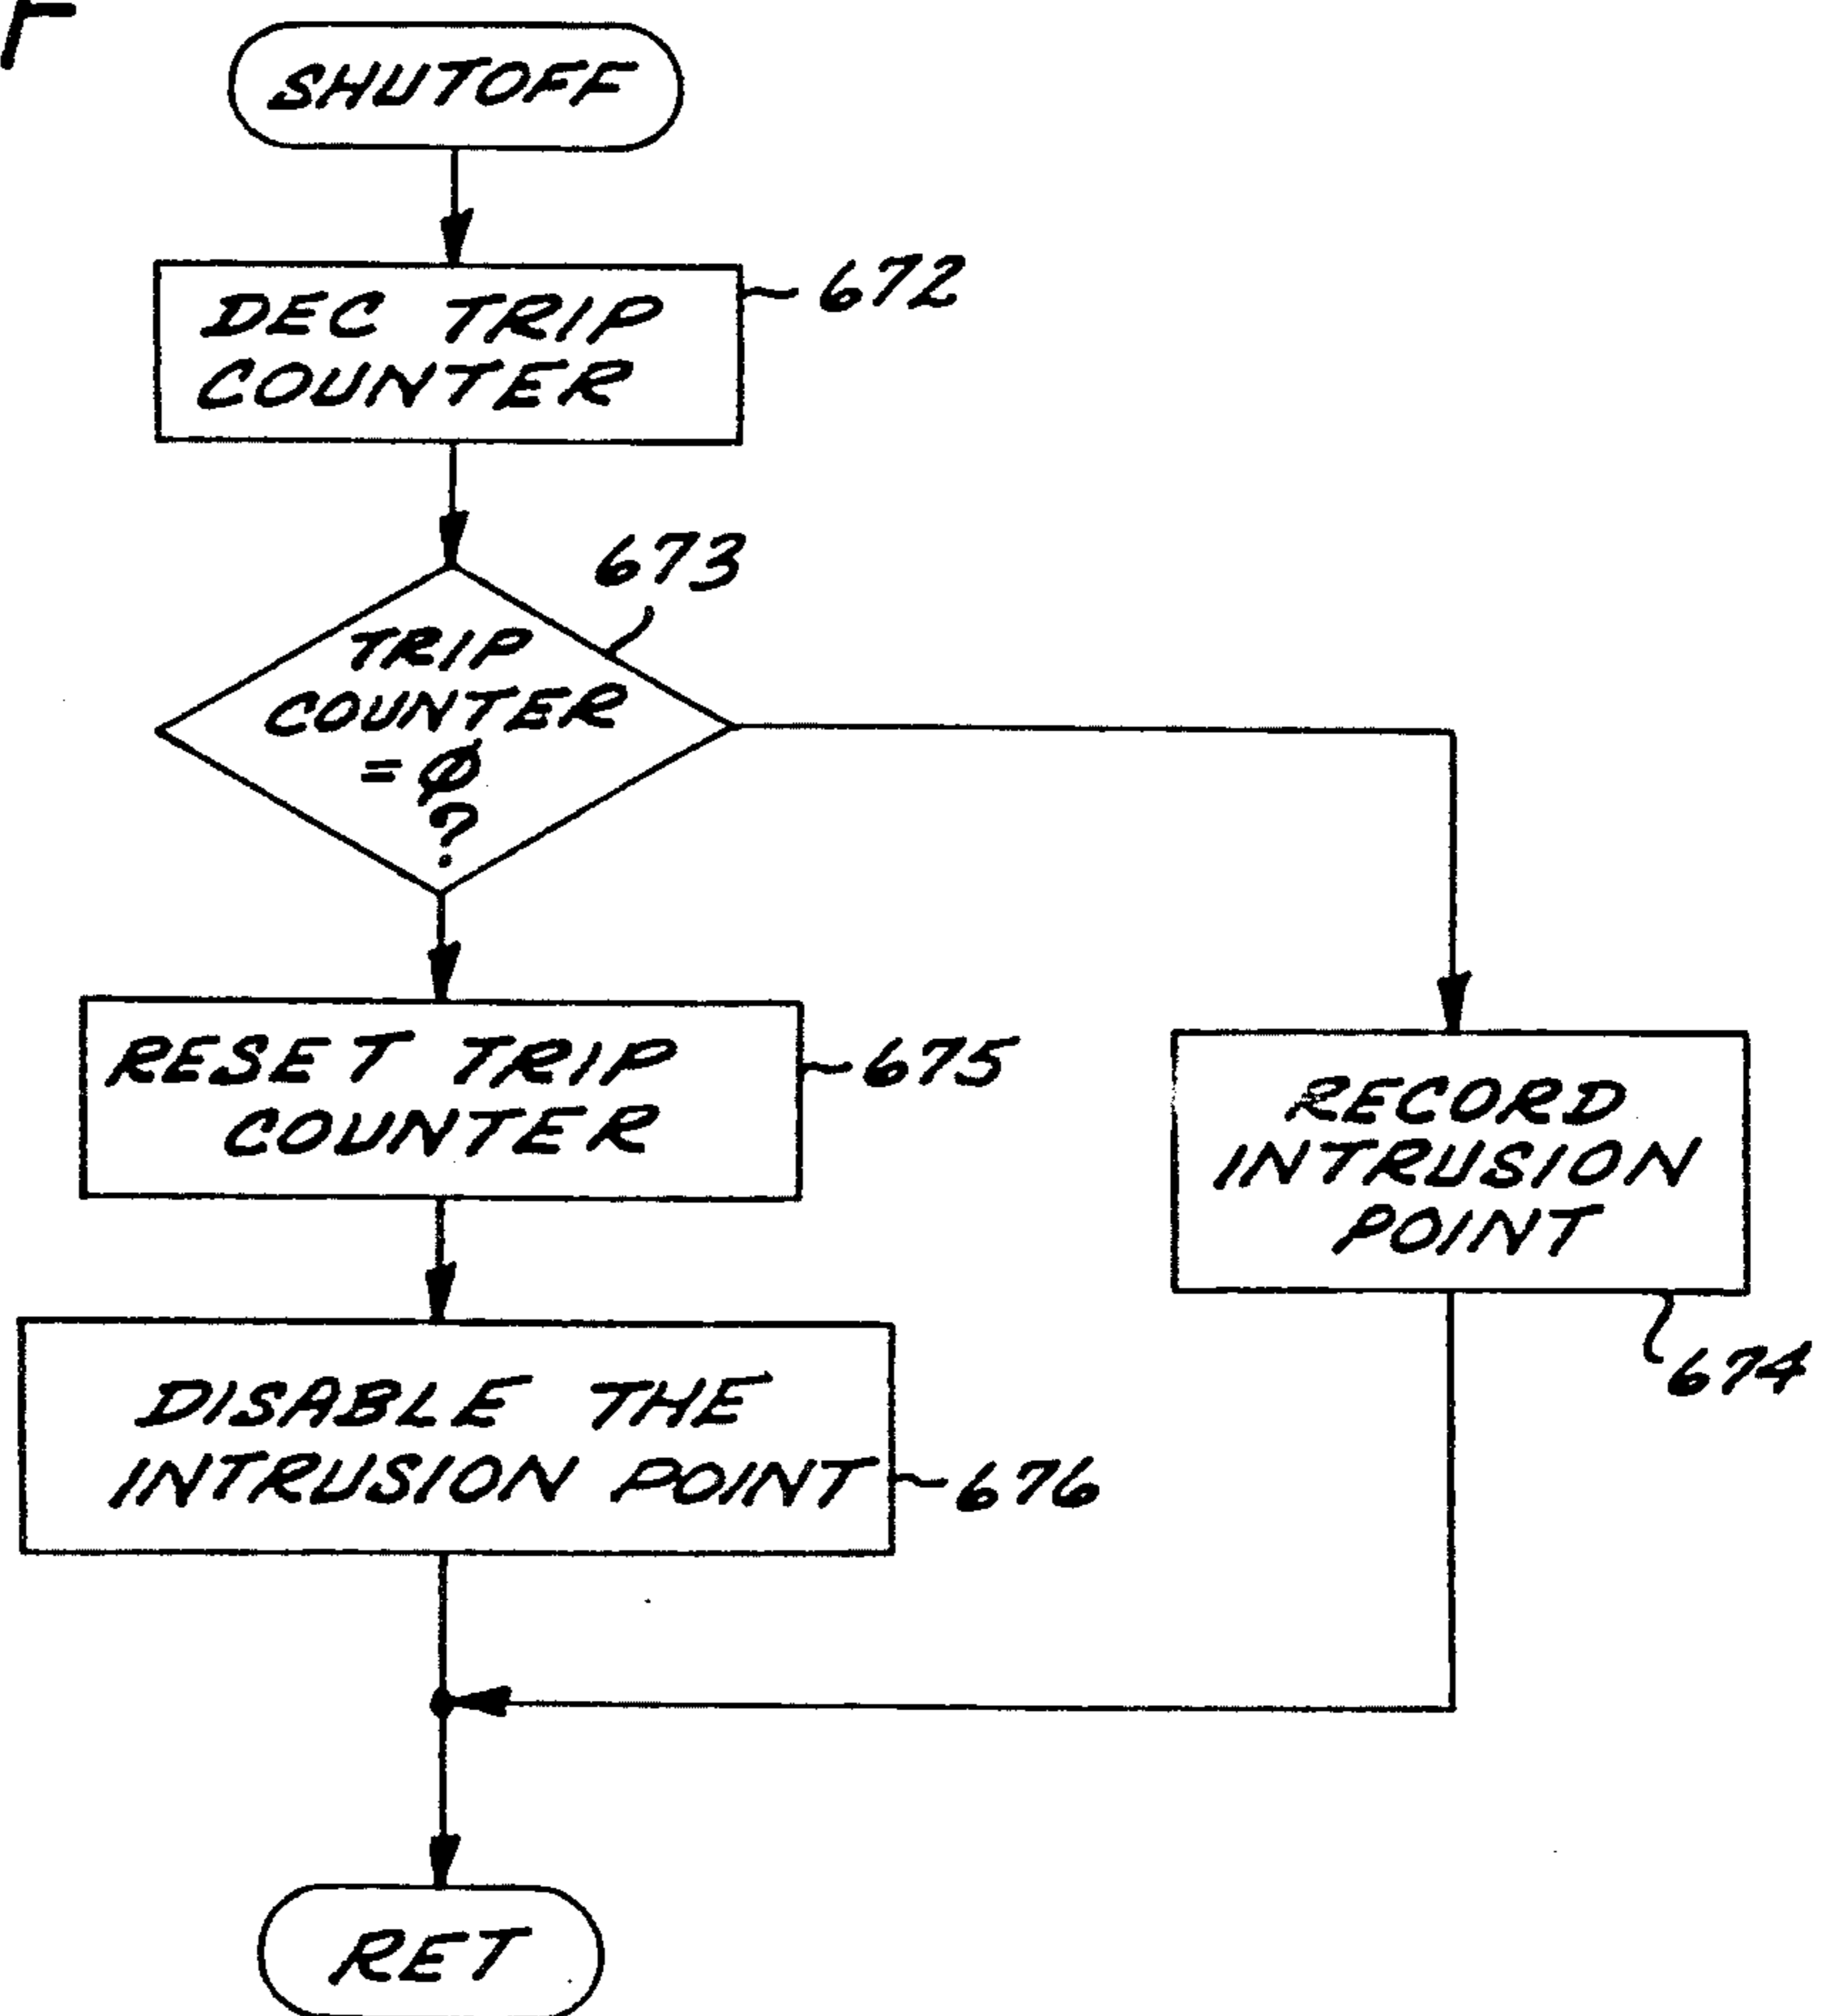 SHUTOFF
DEC TRIP
COUNTER
672
673
TRIP
COUNTER
=φ
?
RESET TRIP
COUNTER
675
RECORD
INTRUSION
POINT
674
DISABLE THE
INTRUSION POINT
676
RET